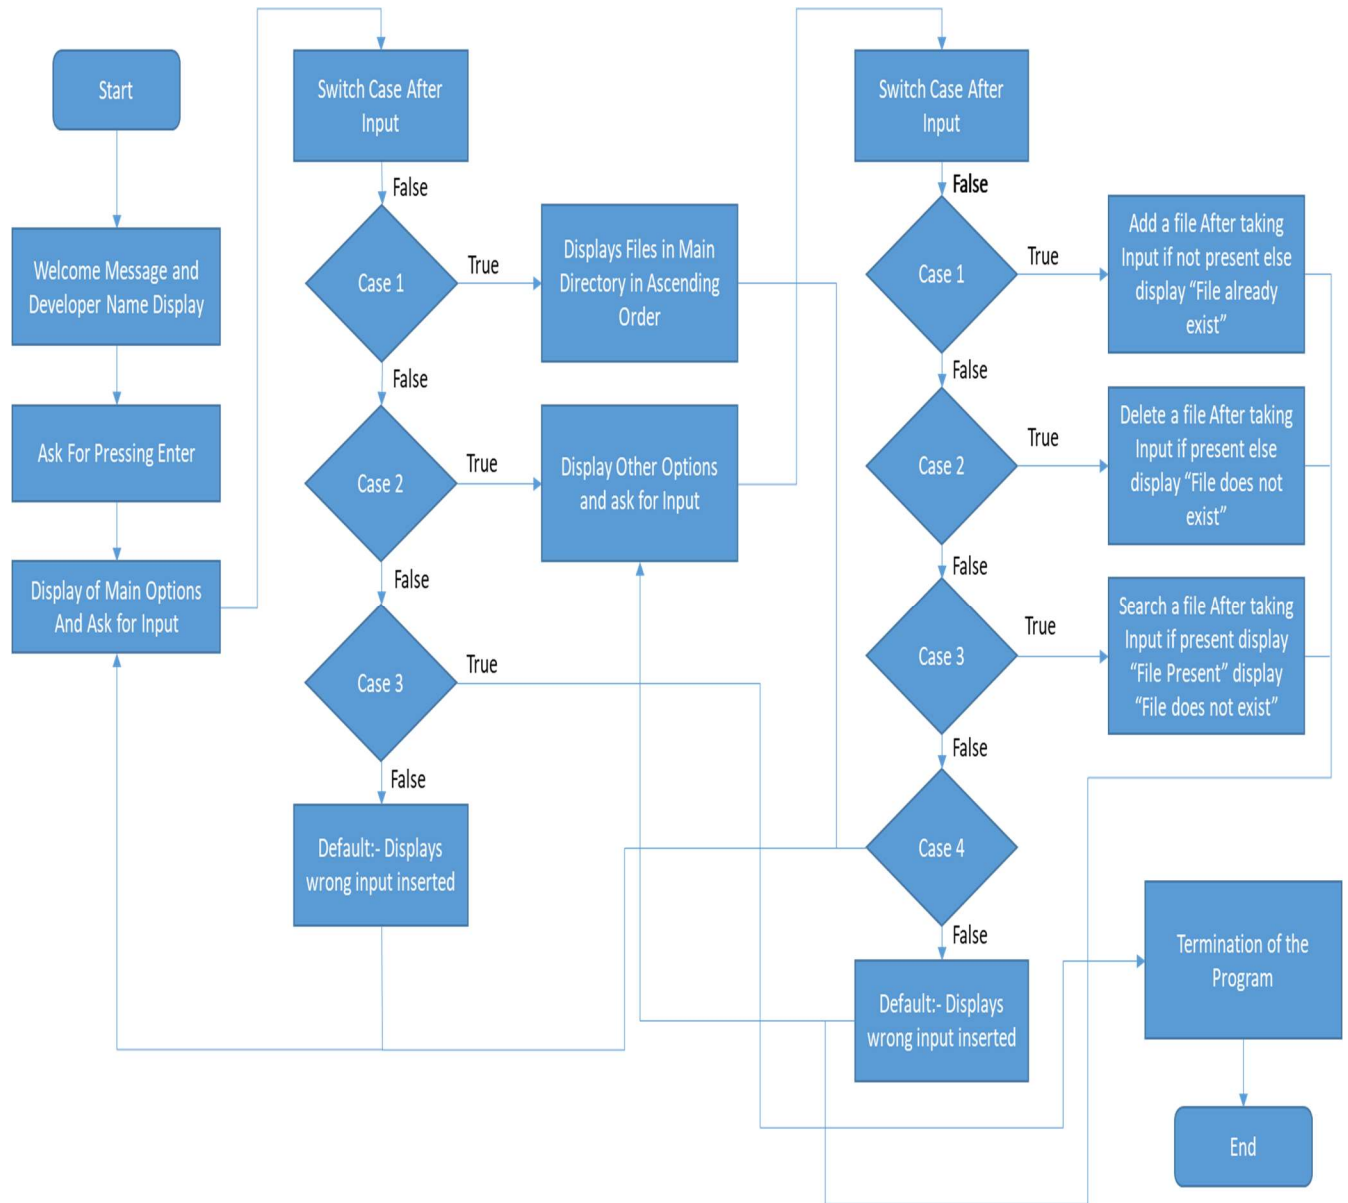 Start
Welcome Message and
Developer Name Display
Ask For Pressing Enter
Display of Main Options
And Ask for Input
Switch Case After
Input
False
Case 1
True
Displays Files in Main
Directory in Ascending
Order
False
Case 2
True
Display Other Options
and ask for Input
False
Case 3
True
False
Default:- Displays
wrong input inserted
Switch Case After
Input
False
Case 1
True
Add a file After taking
Input if not present else
display “File already
exist”
False
Case 2
True
Delete a file After taking
Input if present else
display “File does not
exist”
False
Case 3
True
Search a file After taking
Input if present display
“File Present” display
“File does not exist”
False
Case 4
False
Default:- Displays
wrong input inserted
Termination of the
Program
End